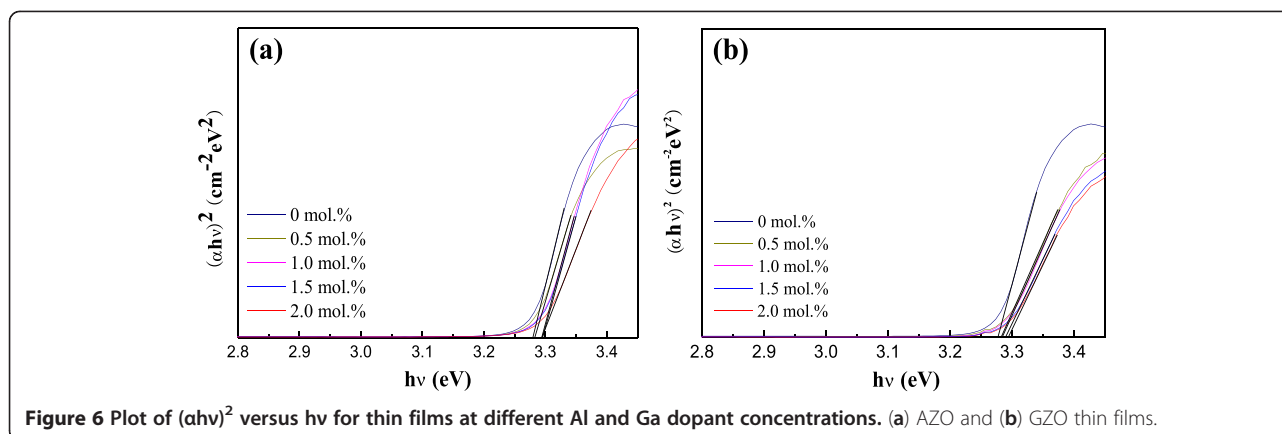 (a)
(αhν)² (cm⁻²eV²)
0 mol.%
0.5 mol.%
1.0 mol.%
1.5 mol.%
2.0 mol.%
2.8 2.9 3.0 3.1 3.2 3.3 3.4
hν (eV)
(b)
(αhν)² (cm⁻²eV²)
0 mol.%
0.5 mol.%
1.0 mol.%
1.5 mol.%
2.0 mol.%
2.8 2.9 3.0 3.1 3.2 3.3 3.4
hν (eV)
Figure 6 Plot of (αhν)² versus hν for thin films at different Al and Ga dopant concentrations. (a) AZO and (b) GZO thin films.